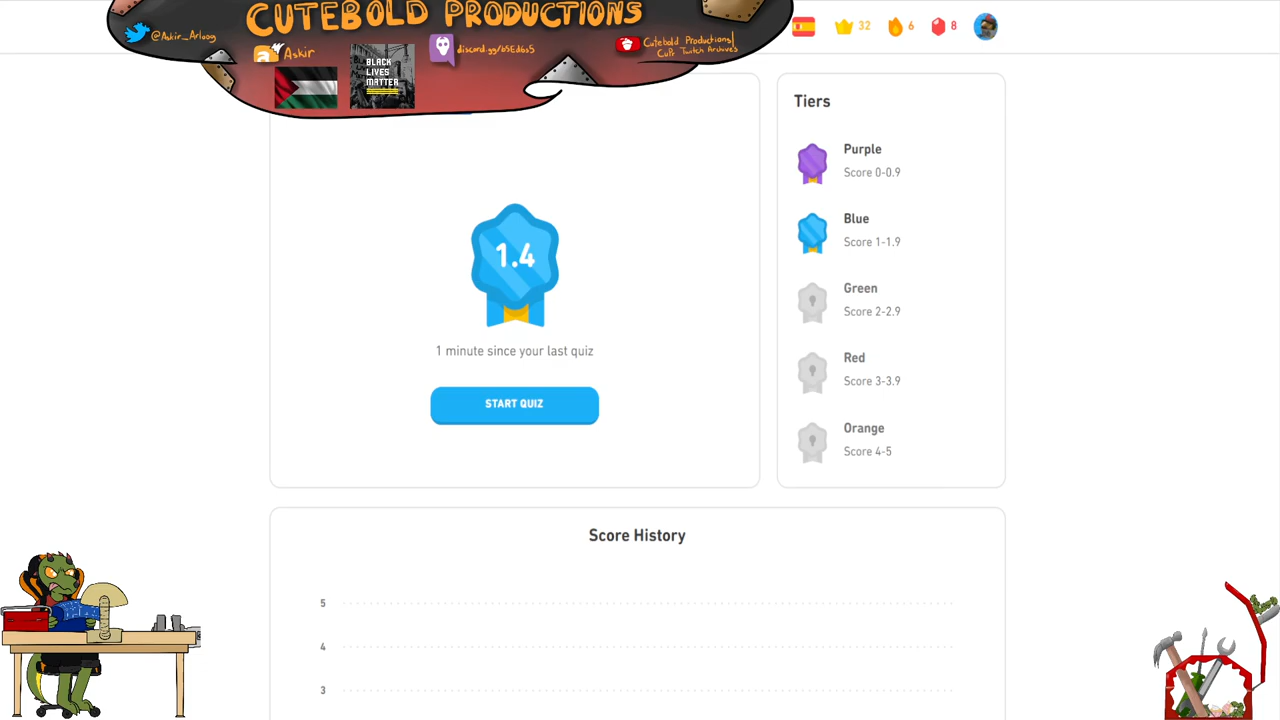 CUTEBOLD PRODUCTIONS
@Askir_Arloog
Askir
discord.gg/b5Ed6s5
Cutebold Productions/
Cute Twitch Archives
BLACK
LIVES
MATTER
32
6
8
1.4
1 minute since your last quiz
START QUIZ
Tiers
Purple
Score 0-0.9
Blue
Score 1-1.9
Green
Score 2-2.9
Red
Score 3-3.9
Orange
Score 4-5
Score History
5
4
3